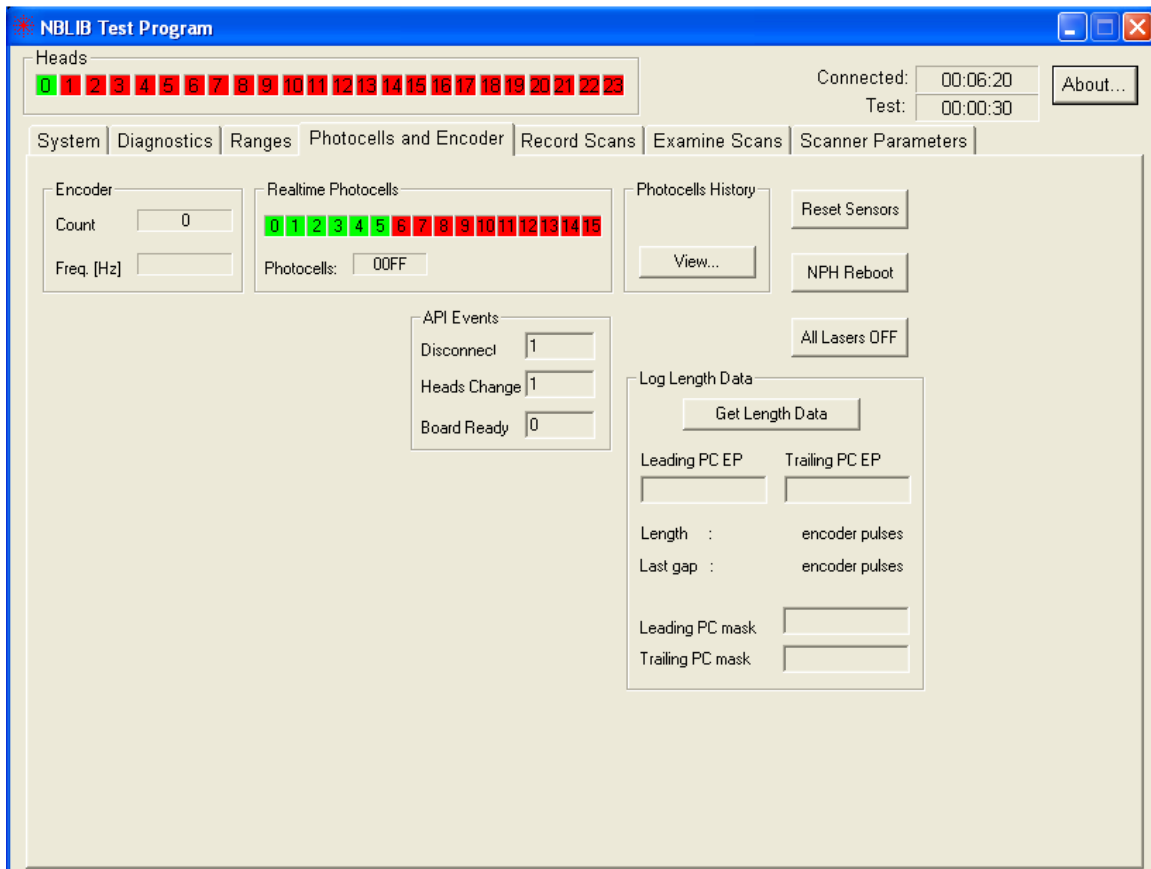 NBLIB Test Program
Heads
0 1 2 3 4 5 6 7 8 9 10 11 12 13 14 15 16 17 18 19 20 21 22 23
Connected: 00:06:20
About...
Test: 00:00:30
System Diagnostics Ranges Photocells and Encoder Record Scans Examine Scans Scanner Parameters
Encoder
Count 0
Freq. [Hz]
Realtime Photocells
0 1 2 3 4 5 6 7 8 9 10 11 12 13 14 15
Photocells: 00FF
Photocells History
View...
Reset Sensors
NPH Reboot
All Lasers OFF
API Events
Disconnect 1
Heads Change 1
Board Ready 0
Log Length Data
Get Length Data
Leading PC EP Trailing PC EP
Length : encoder pulses
Last gap : encoder pulses
Leading PC mask
Trailing PC mask